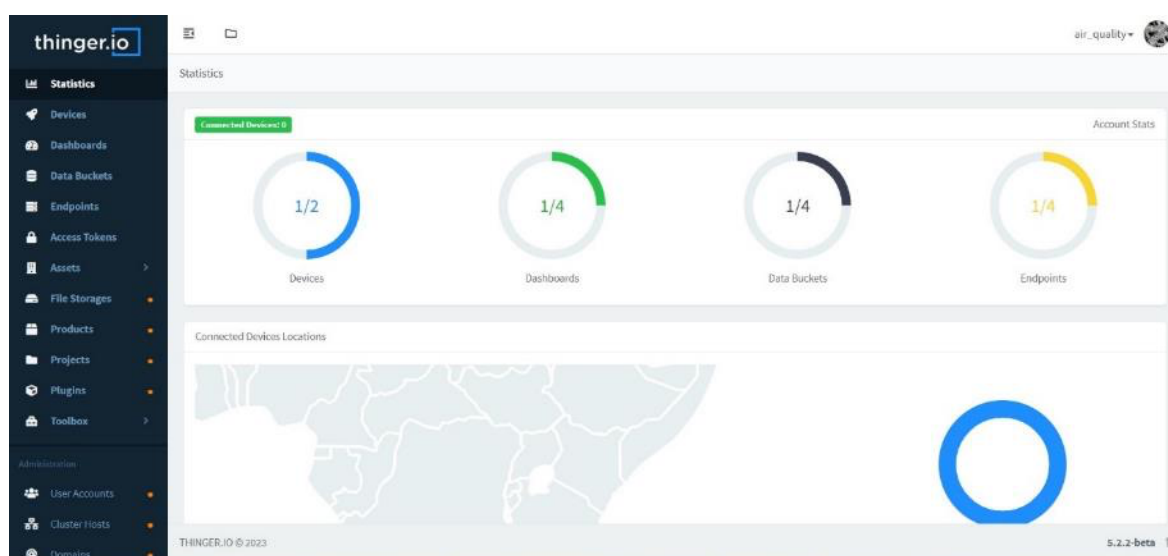 thinger.io
air_quality
Statistics
Statistics
Devices
Dashboards
Data Buckets
Endpoints
Access Tokens
Assets
File Storages
Products
Projects
Plugins
Toolbox
Administration
User Accounts
Cluster Hosts
Domains
Connected Devices: 0
Account Stats
1/2
1/4
1/4
1/4
Devices
Dashboards
Data Buckets
Endpoints
Connected Devices Locations
THINGER.IO © 2023
5.2.2-beta